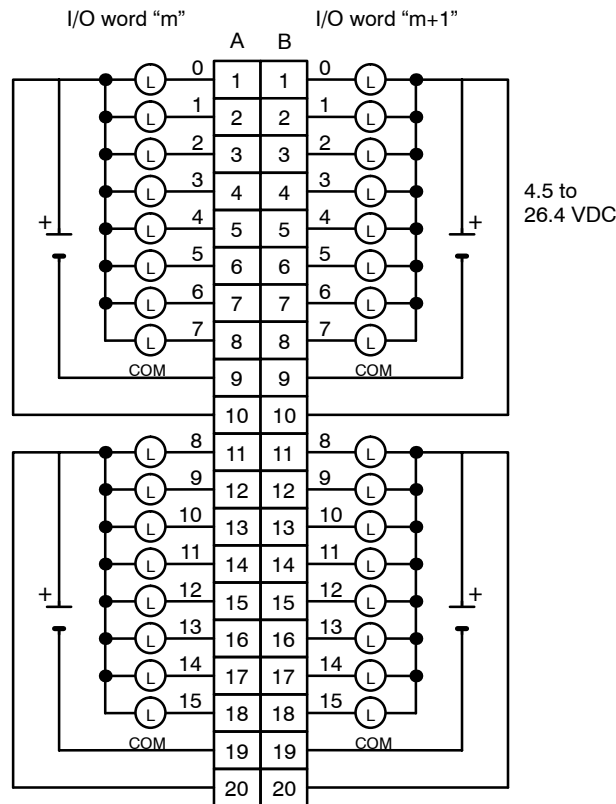 I/O word “m” I/O word “m+1”
A B
0 1 1 0
1 2 2 1
2 3 3 2
3 4 4 3
4 5 5 4
5 6 6 5
6 7 7 6
7 8 8 7
COM 9 9 COM
10 10
8 11 11 8
9 12 12 9
10 13 13 10
11 14 14 11
12 15 15 12
13 16 16 13
14 17 17 14
15 18 18 15
COM 19 19 COM
20 20
L L
L L
L L
L L
L L
L L
L L
L L
+ +
4.5 to
26.4 VDC
L L
L L
L L
L L
L L
L L
L L
L L
+ +